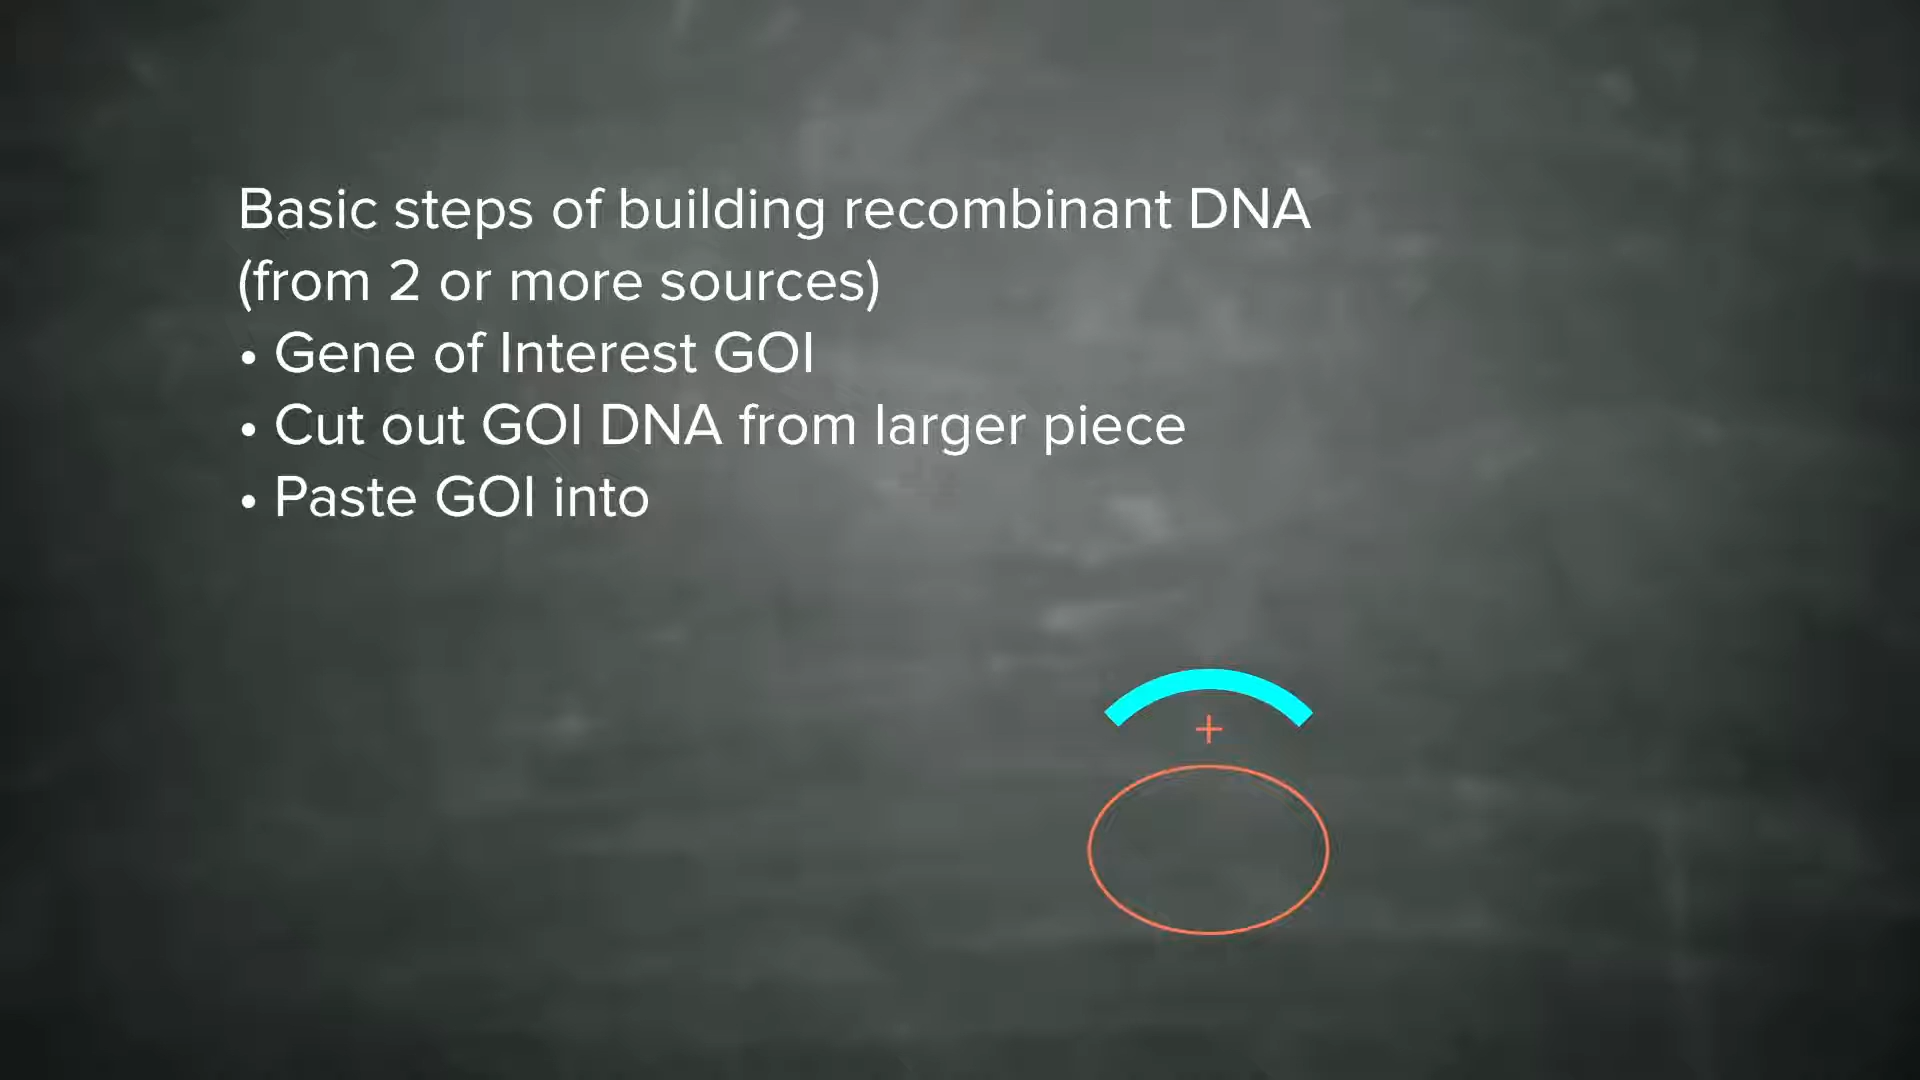 Basic steps of building recombinant DNA
(from 2 or more sources)
• Gene of Interest GOI
• Cut out GOI DNA from larger piece
• Paste GOI into
+